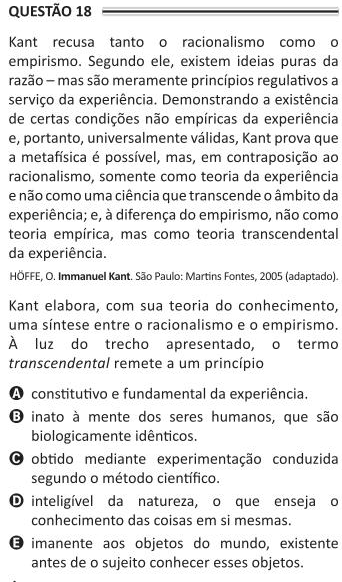 QUESTÃO 18
Kant recusa tanto o racionalismo como o
empirismo. Segundo ele, existem ideias puras da
razão – mas são meramente princípios regulativos a
serviço da experiência. Demonstrando a existência
de certas condições não empíricas da experiência
e, portanto, universalmente válidas, Kant prova que
a metafísica é possível, mas, em contraposição ao
racionalismo, somente como teoria da experiência
e não como uma ciência que transcende o âmbito da
experiência; e, à diferença do empirismo, não como
teoria empírica, mas como teoria transcendental
da experiência.
HÖFFE, O. Immanuel Kant. São Paulo: Martins Fontes, 2005 (adaptado).
Kant elabora, com sua teoria do conhecimento,
uma síntese entre o racionalismo e o empirismo.
À luz do trecho apresentado, o termo
transcendental remete a um princípio
A constitutivo e fundamental da experiência.
B inato à mente dos seres humanos, que são
biologicamente idênticos.
C obtido mediante experimentação conduzida
segundo o método científico.
D inteligível da natureza, o que enseja o
conhecimento das coisas em si mesmas.
E imanente aos objetos do mundo, existente
antes de o sujeito conhecer esses objetos.